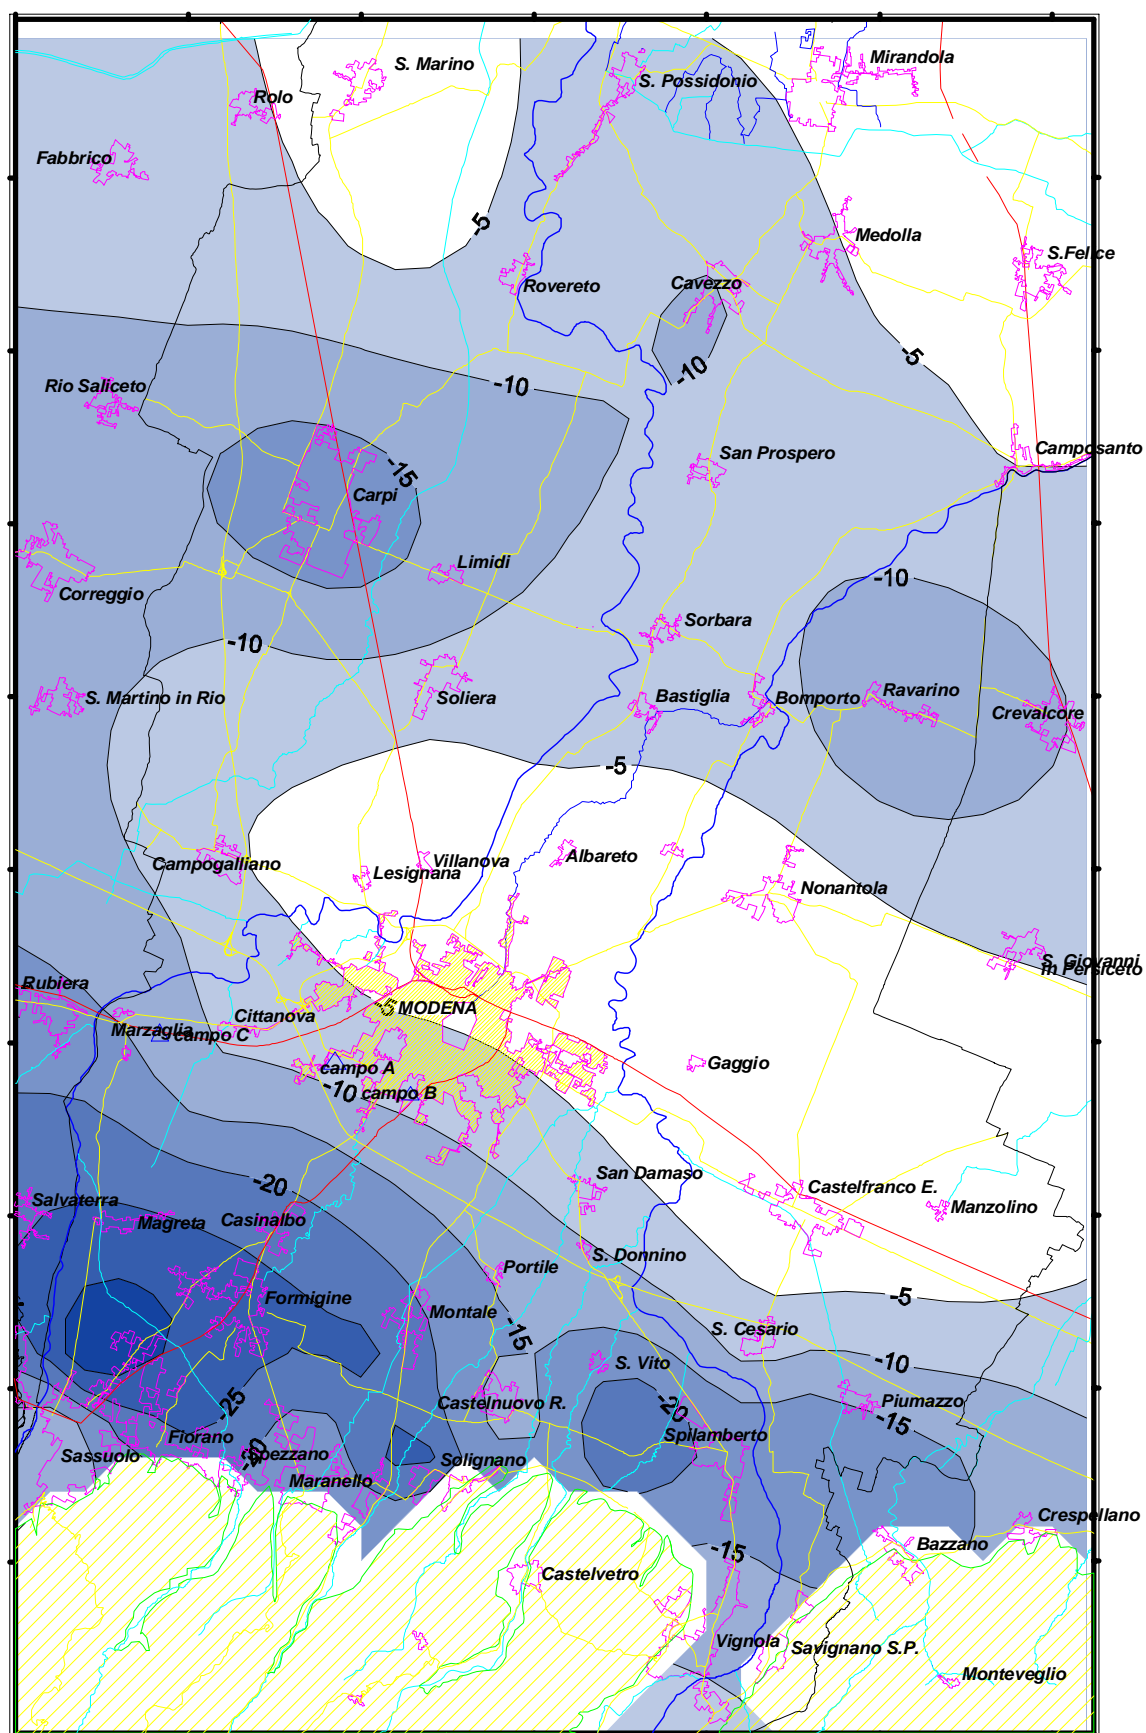 S. Marino
Mirandola
S. Possidonio
Rolo
Fabbrico
-5
Medolla
S.Felice
Rovereto
Cavezzo
-5
-10
-10
Rio Saliceto
Camposanto
San Prospero
-15
Carpi
Limidi
-10
Correggio
Sorbara
-10
S. Martino in Rio
Soliera
Bastiglia
Bomporto
Ravarino
Crevalcore
-5
Campogalliano
Villanova
Albareto
Lesignana
Nonantola
S. Giovanni
in Persiceto
Rubiera
-5
MODENA
Cittanova
Marzaglia
campo C
campo A
Gaggio
-10
campo B
San Damaso
-20
Castelfranco E.
Salvaterra
Magreta
Casinalbo
Manzolino
S. Donnino
Portile
Formigine
-5
Montale
-15
S. Cesario
-10
S. Vito
-25
Castelnuovo R.
-20
Piumazzo
-15
Fiorano
Spilamberto
Sassuolo
-20
Spezzano
Solignano
Maranello
Crespellano
Bazzano
-15
Castelvetro
Vignola
Savignano S.P.
Monteveglio